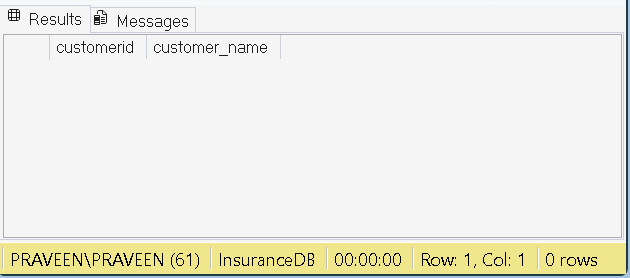 Results Messages
customerid customer_name
PRAVEEN\PRAVEEN (61) InsuranceDB 00:00:00 Row: 1, Col: 1 0 rows